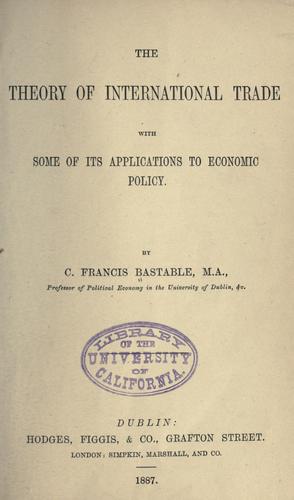 THE
THEORY OF INTERNATIONAL TRADE
WITH
SOME OF ITS APPLICATIONS TO ECONOMIC
POLICY.
BY
C. FRANCIS BASTABLE, M.A.,
Professor of Political Economy in the University of Dublin, &c.
LIBRARY
OF THE
UNIVERSITY
OF
CALIFORNIA.
DUBLIN:
HODGES, FIGGIS, & CO., GRAFTON STREET.
LONDON: SIMPKIN, MARSHALL, AND CO.
1887.